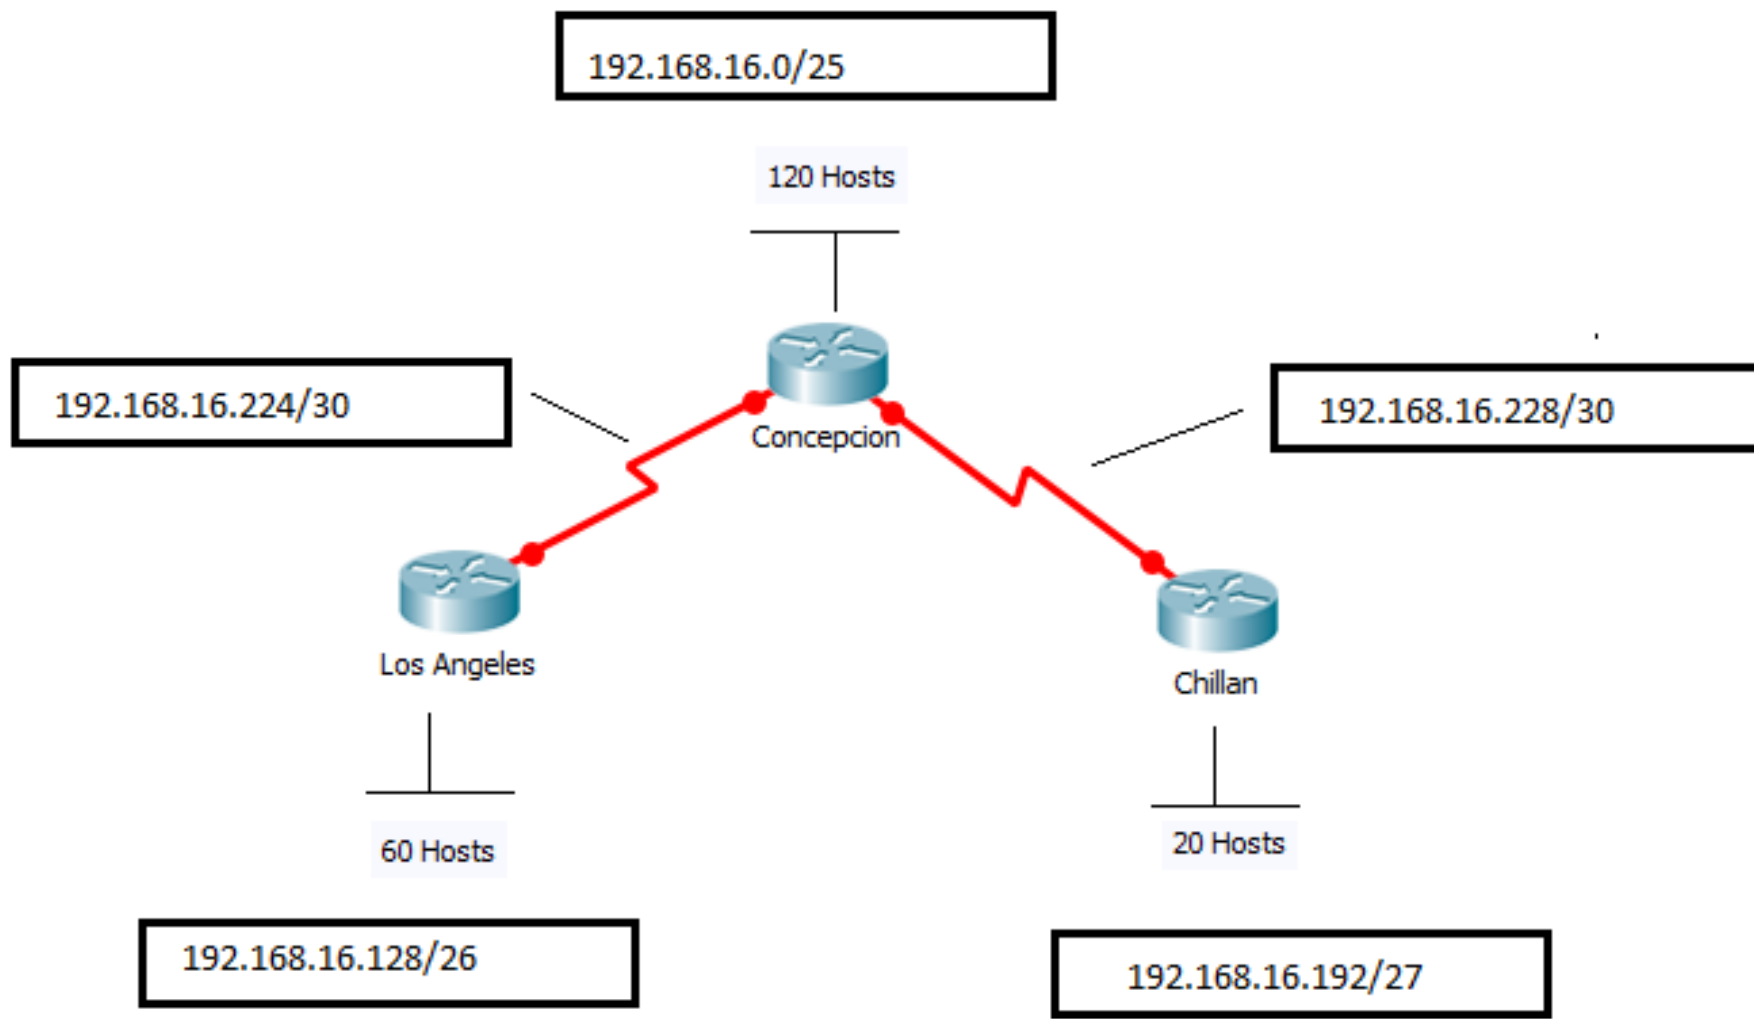 192.168.16.0/25
120 Hosts
192.168.16.224/30
192.168.16.228/30
Concepcion
Los Angeles
Chillan
60 Hosts
20 Hosts
192.168.16.128/26
192.168.16.192/27